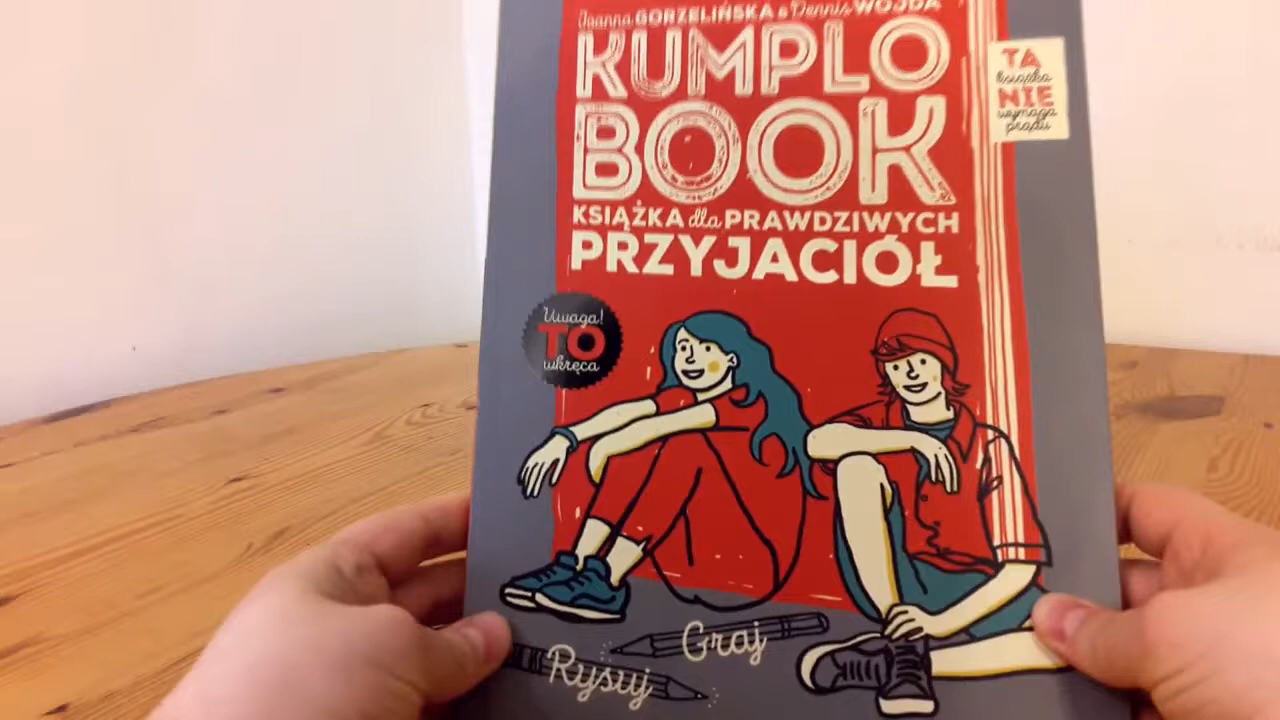 Joanna GORZELIŃSKA & Dennis WOJDA
KUMPLO
BOOK
KSIĄŻKA dla PRAWDZIWYCH
PRZYJACIÓŁ
TA
książka
NIE
wymaga
prądu
Uwaga!
TO
wkręca
Graj
Rysuj